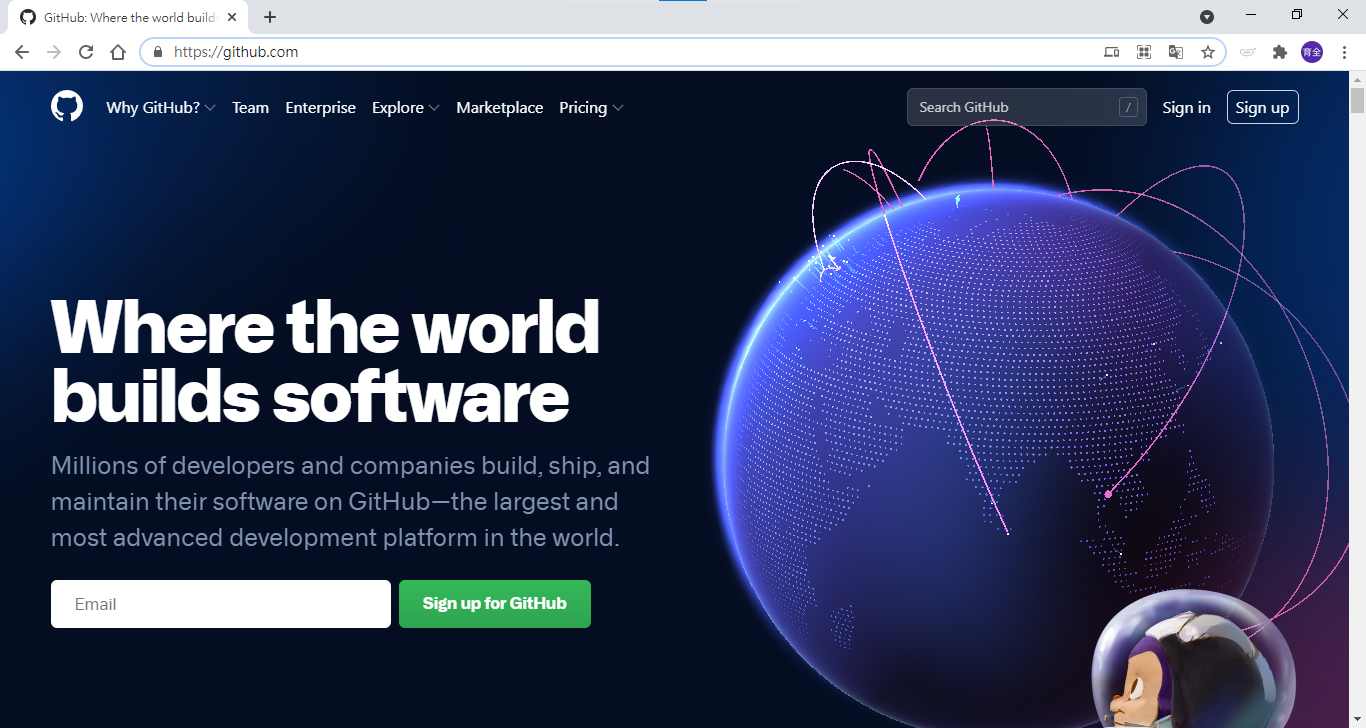 GitHub: Where the world build
https://github.com
育全
Why GitHub? Team Enterprise Explore Marketplace Pricing
Search GitHub /
Sign in
Sign up
Where the world
builds software
Millions of developers and companies build, ship, and
maintain their software on GitHub—the largest and
most advanced development platform in the world.
Email
Sign up for GitHub